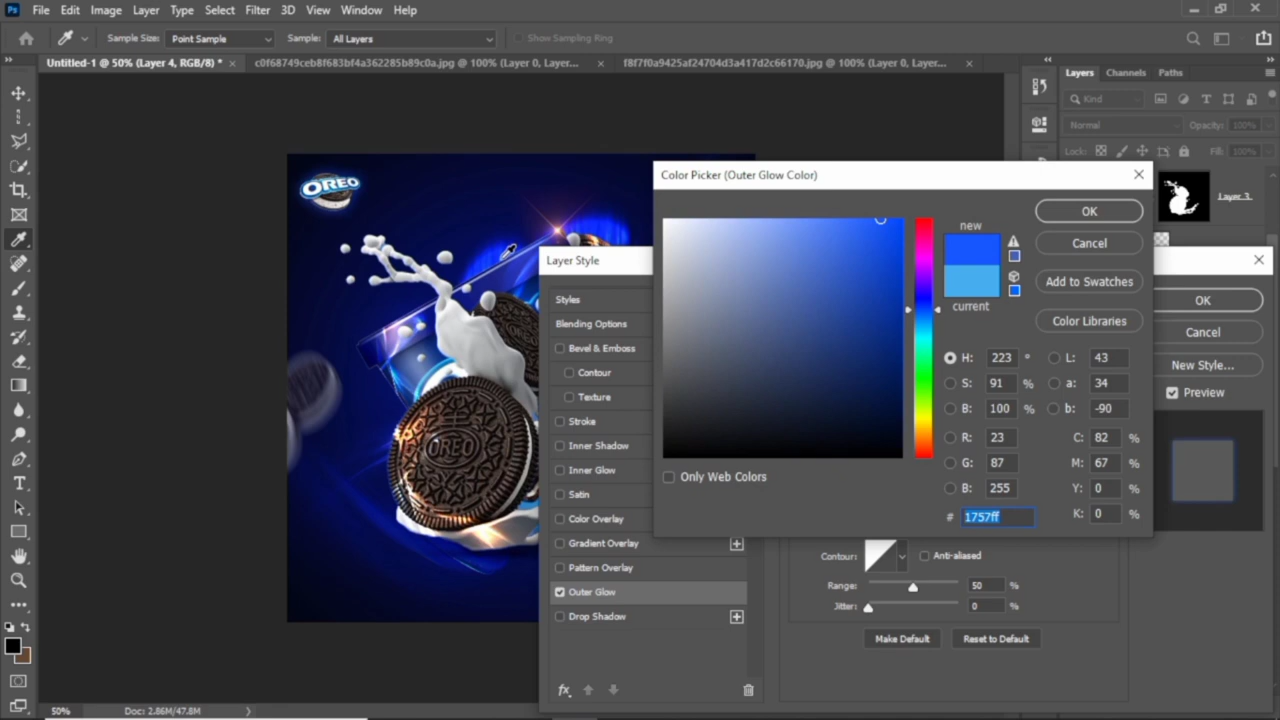 Ps File Edit Image Layer Type Select Filter 3D View Window Help
Sample Size: Point Sample Sample: All Layers Show Sampling Ring
Untitled-1 @ 50% (Layer 4, RGB/8) * × c0f68749ceb8f683bf4a362285b89c0a.jpg @ 100% (Layer 0, Layer... × f8f7f0a9425af24704d3a417d2c66170.jpg @ 100% (Layer 0, Layer... ×
Layers Channels Paths
Kind
Normal Opacity: 100%
Lock: Fill: 100%
Layer 3
OREO
OREO
Color Picker (Outer Glow Color)
new
current
OK
Cancel
Add to Swatches
Color Libraries
H: 223 ° L: 43
S: 91 % a: 34
B: 100 % b: -90
R: 23 C: 82 %
G: 87 M: 67 %
B: 255 Y: 0 %
# 1757ff K: 0 %
Only Web Colors
Layer Style
Styles
Blending Options
Bevel & Emboss
Contour
Texture
Stroke
Inner Shadow
Inner Glow
Satin
Color Overlay
Gradient Overlay
Pattern Overlay
Outer Glow
Drop Shadow
fx
Contour: Anti-aliased
Range: 50 %
Jitter: 0 %
Make Default Reset to Default
OK
Cancel
New Style...
Preview
50% Doc: 2.86M/47.8M